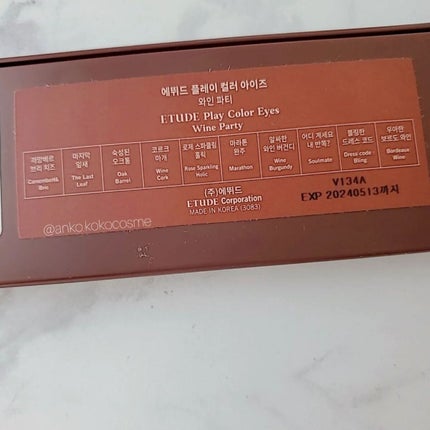 에뛰드 플레이 컬러 아이즈
와인 파티
ETUDE Play Color Eyes
Wine Party
까망베르 브리 치즈
Camembert& Bric
마지막 잎새
The Last Leaf
숙성된 오크통
Oak Barrel
코르크 마개
Wine Cork
로제 스파클링 홀릭
Rose Sparkling Holic
마라톤 완주
Marathon
알싸한 와인 버건디
Wine Burgundy
어디 계세요 내 반쪽?
Soulmate
블링한 드레스 코드
Dress code : Bling
우아한 보르도 와인
Bordeaux Wine
(주)에뛰드
ETUDE Corporation
MADE IN KOREA (3083)
V134A
EXP 20240513까지
@anko.kokocosme